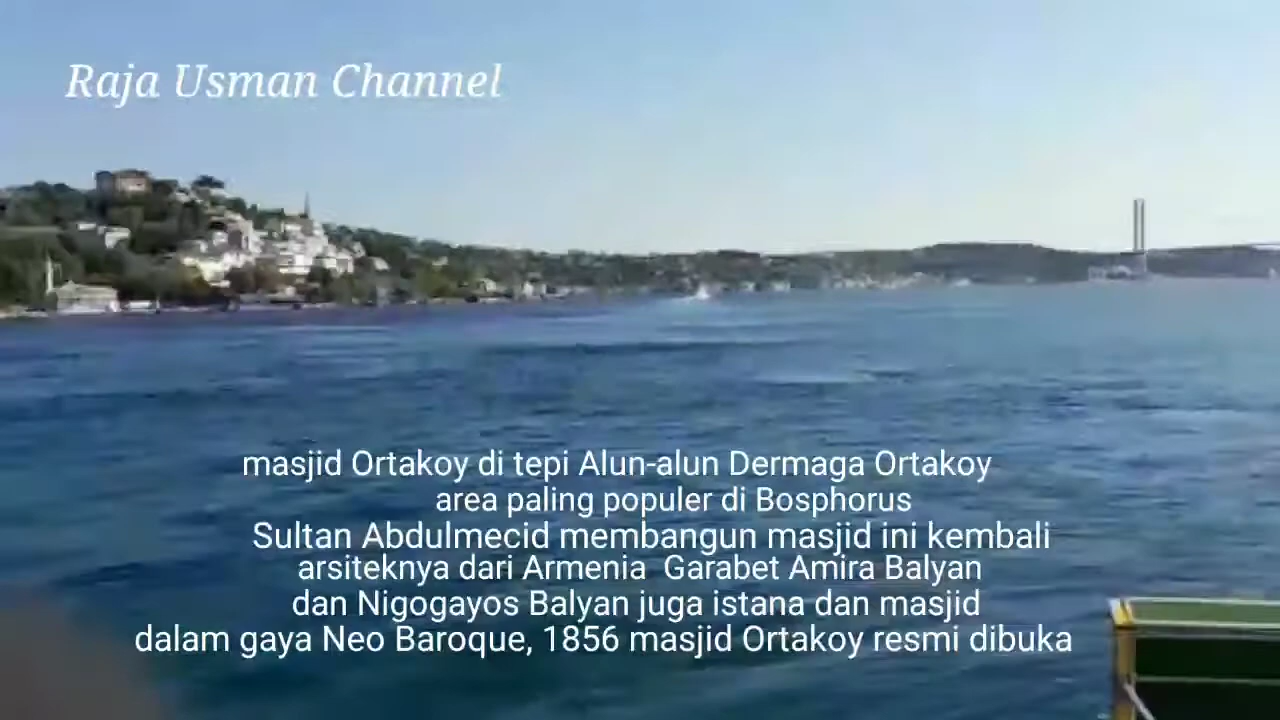 Raja Usman Channel
masjid Ortakoy di tepi Alun-alun Dermaga Ortakoy
area paling populer di Bosphorus
Sultan Abdulmecid membangun masjid ini kembali
arsiteknya dari Armenia Garabet Amira Balyan
dan Nigogayos Balyan juga istana dan masjid
dalam gaya Neo Baroque, 1856 masjid Ortakoy resmi dibuka